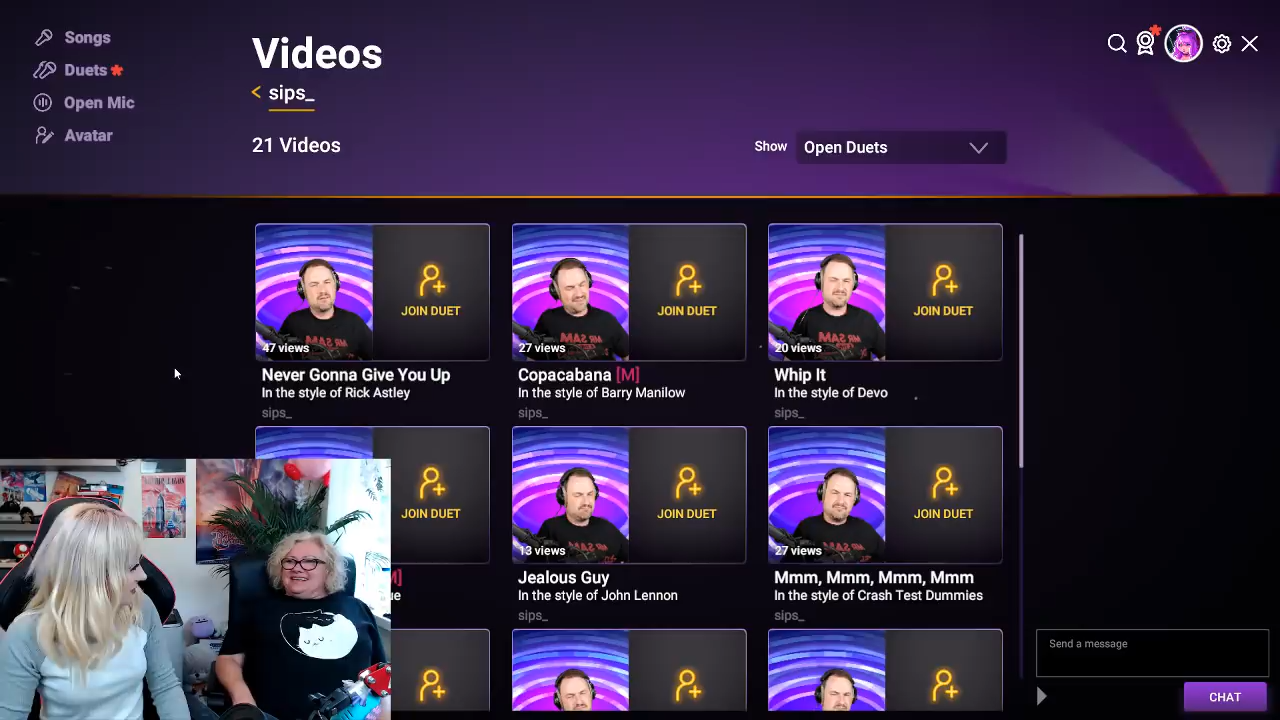 Songs
Duets
Open Mic
Avatar
Videos
< sips_
21 Videos
Show
Open Duets
JOIN DUET
47 views
Never Gonna Give You Up
In the style of Rick Astley
sips_
JOIN DUET
27 views
Copacabana [M]
In the style of Barry Manilow
sips_
JOIN DUET
20 views
Whip It
In the style of Devo
sips_
JOIN DUET
JOIN DUET
13 views
Jealous Guy
In the style of John Lennon
sips_
JOIN DUET
27 views
Mmm, Mmm, Mmm, Mmm
In the style of Crash Test Dummies
sips_
Send a message
CHAT